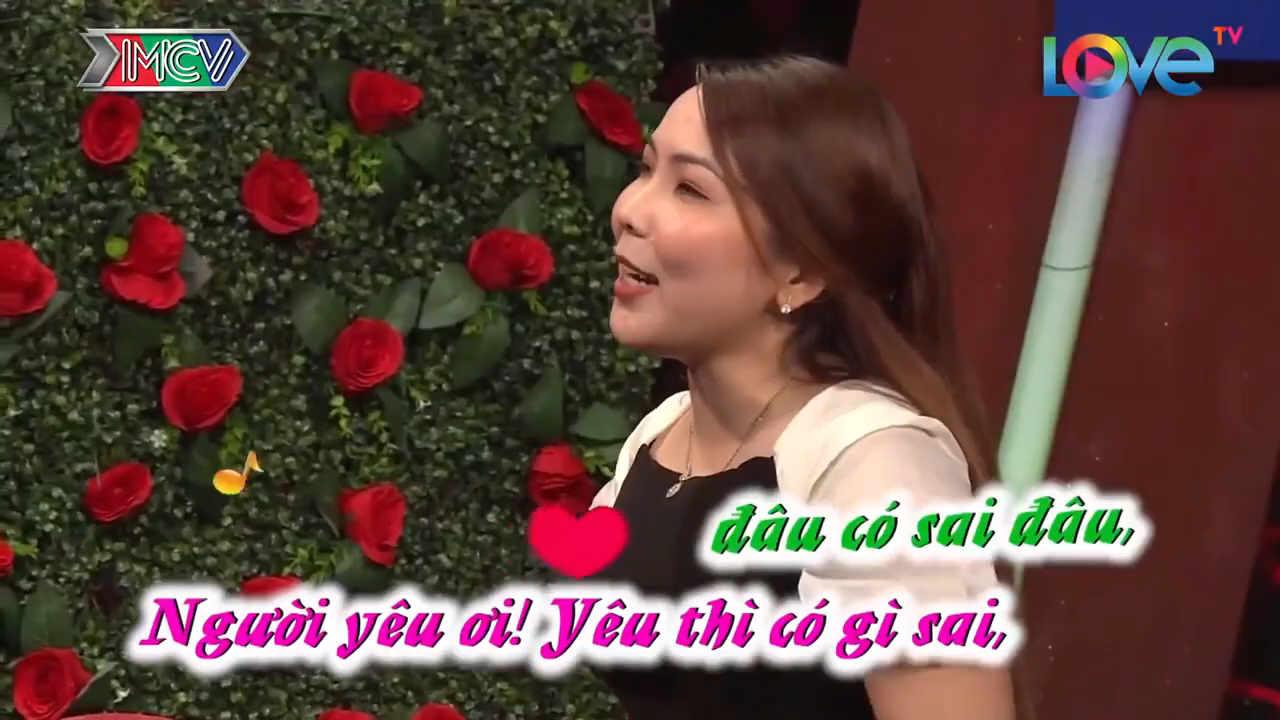 MCV
LOVE TV
đâu có sai đâu,
Người yêu ơi! Yêu thì có gì sai,